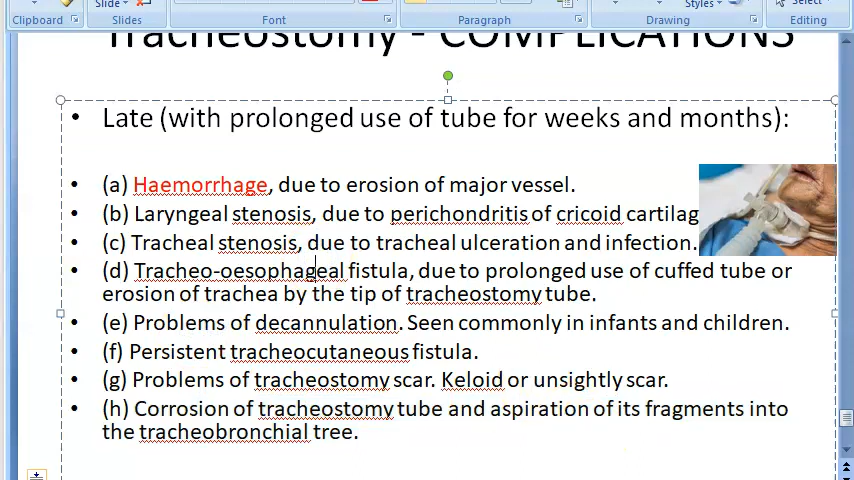 Slide
Styles
Select
Clipboard
Slides
Font
Paragraph
Drawing
Editing
Tracheostomy - COMPLICATIONS
• Late (with prolonged use of tube for weeks and months):
• (a) Haemorrhage, due to erosion of major vessel.
• (b) Laryngeal stenosis, due to perichondritis of cricoid cartilag
• (c) Tracheal stenosis, due to tracheal ulceration and infection.
• (d) Tracheo-oesophageal fistula, due to prolonged use of cuffed tube or
erosion of trachea by the tip of tracheostomy tube.
• (e) Problems of decannulation. Seen commonly in infants and children.
• (f) Persistent tracheocutaneous fistula.
• (g) Problems of tracheostomy scar. Keloid or unsightly scar.
• (h) Corrosion of tracheostomy tube and aspiration of its fragments into
the tracheobronchial tree.